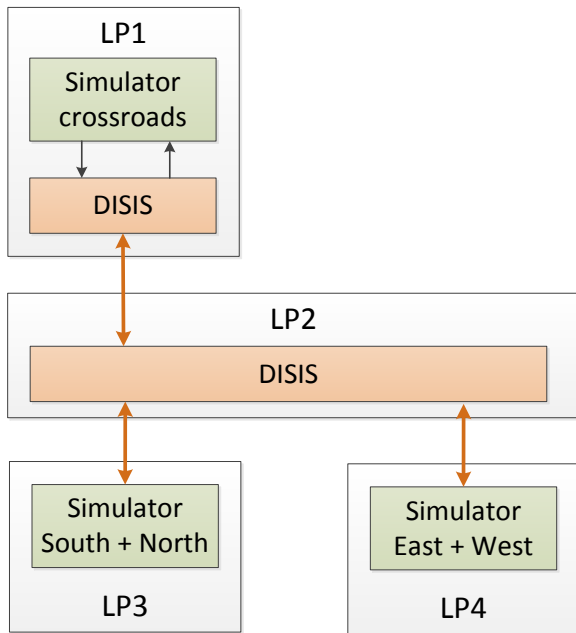 LP1
Simulator
crossroads
DISIS
LP2
DISIS
Simulator
South + North
LP3
Simulator
East + West
LP4